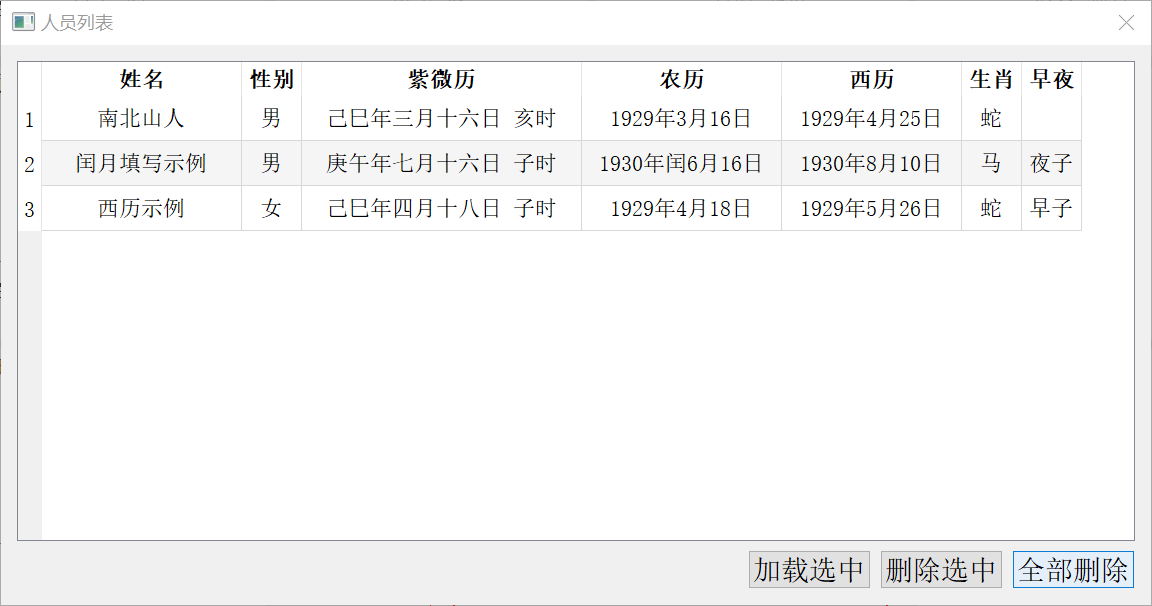 人员列表
姓名 性别 紫微历 农历 西历 生肖 早夜
1 南北山人 男 己巳年三月十六日 亥时 1929年3月16日 1929年4月25日 蛇
2 闰月填写示例 男 庚午年七月十六日 子时 1930年闰6月16日 1930年8月10日 马 夜子
3 西历示例 女 己巳年四月十八日 子时 1929年4月18日 1929年5月26日 蛇 早子
加载选中 删除选中 全部删除